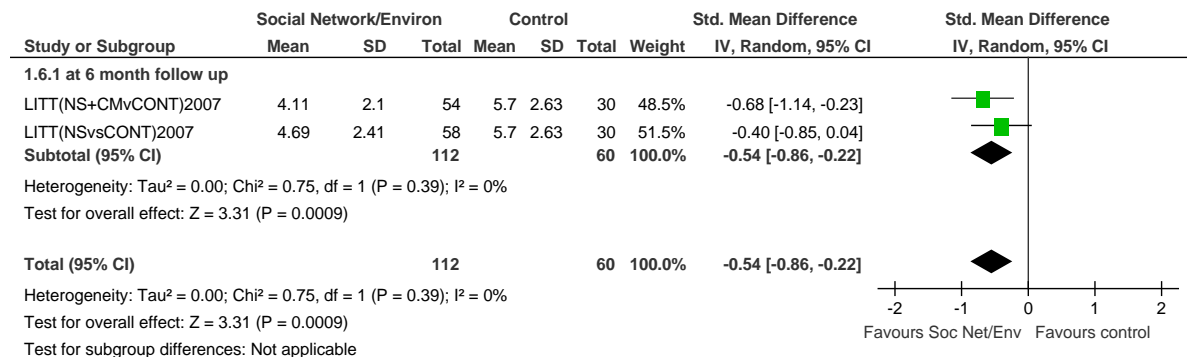 Social Network/Environ Control Std. Mean Difference Std. Mean Difference
Study or Subgroup Mean SD Total Mean SD Total Weight IV, Random, 95% CI IV, Random, 95% CI
1.6.1 at 6 month follow up
LITT(NS+CMvCONT)2007 4.11 2.1 54 5.7 2.63 30 48.5% -0.68 [-1.14, -0.23]
LITT(NSvsCONT)2007 4.69 2.41 58 5.7 2.63 30 51.5% -0.40 [-0.85, 0.04]
Subtotal (95% CI) 112 60 100.0% -0.54 [-0.86, -0.22]
Heterogeneity: Tau² = 0.00; Chi² = 0.75, df = 1 (P = 0.39); I² = 0%
Test for overall effect: Z = 3.31 (P = 0.0009)
Total (95% CI) 112 60 100.0% -0.54 [-0.86, -0.22]
Heterogeneity: Tau² = 0.00; Chi² = 0.75, df = 1 (P = 0.39); I² = 0%
Test for overall effect: Z = 3.31 (P = 0.0009)
Test for subgroup differences: Not applicable
-2 -1 0 1 2
Favours Soc Net/Env Favours control